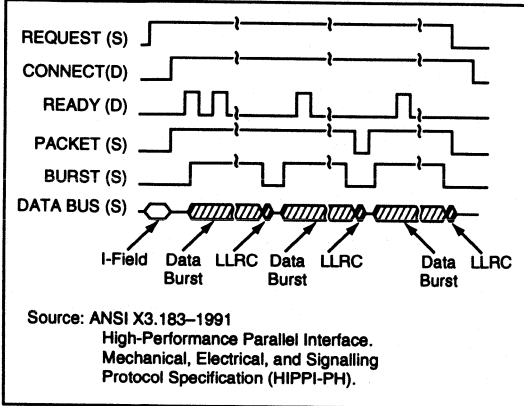 REQUEST (S)
CONNECT(D)
READY (D)
PACKET (S)
BURST (S)
DATA BUS (S)
I-Field Data Burst LLRC Data Burst LLRC Data Burst LLRC
Source: ANSI X3.183–1991
High-Performance Parallel Interface.
Mechanical, Electrical, and Signalling
Protocol Specification (HIPPI-PH).